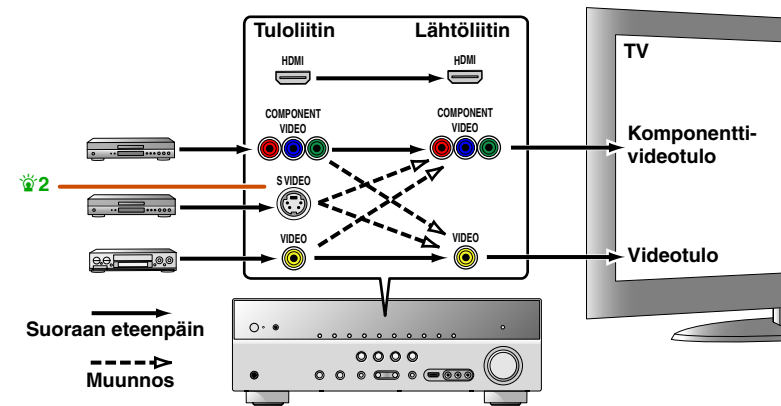 Tuloliitin
Lähtöliitin
HDMI
HDMI
COMPONENT
VIDEO
COMPONENT
VIDEO
S VIDEO
2
VIDEO
VIDEO
TV
Komponentti-
videotulo
Videotulo
Suoraan eteenpäin
Muunnos